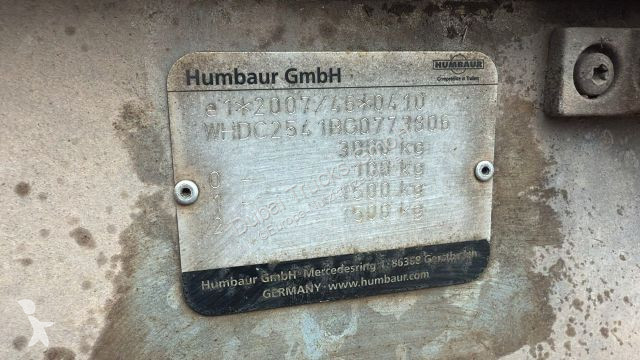 Humbaur GmbH
HUMBAUR
e1*2007/46*0410
WHDC2541BG0773806
3000 kg
0 - 100 kg
1 - 1500 kg
2 - 1500 kg
Humbaur GmbH · Mercedesring 1 · 86368 Gersthofen
GERMANY · www.humbaur.com